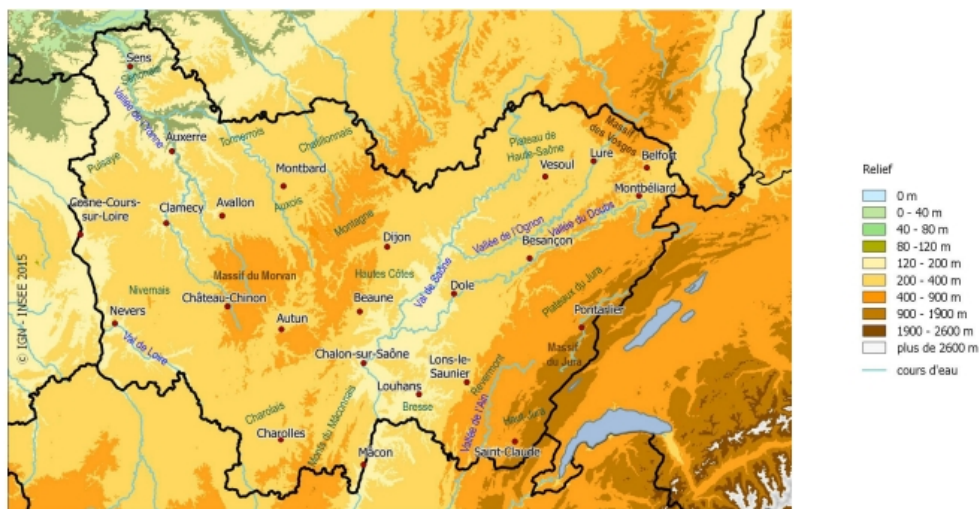 Sens
Sénonais
Vallée de l'Yonne
Auxerre
Tonnerrois
Chatillonnais
Puisaye
Montbard
Avallon
Auxois
Clamecy
Cosne-Cours-
sur-Loire
Plateau de
Haute-Saône
Massif
des Vosges
Vesoul
Lure
Belfort
Montbéliard
Montagne
Dijon
Vallée de l'Ognon
Vallée du Doubs
Besançon
Massif du Morvan
Hautes Côtes
Val de Saône
Dole
Nivernais
Château-Chinon
Beaune
Plateaux du Jura
Pontarlier
Nevers
Autun
Val de Loire
Chalon-sur-Saône
Lons-le-
Saunier
Revermont
Massif
du Jura
Louhans
Bresse
Vallée de l'Ain
Haut-Jura
Charolais
Charolles
Monts du Mâconnais
Mâcon
Saint-Claude
© IGN - INSEE 2015
Relief
0 m
0 - 40 m
40 - 80 m
80 -120 m
120 - 200 m
200 - 400 m
400 - 900 m
900 - 1900 m
1900 - 2600 m
plus de 2600 m
cours d'eau